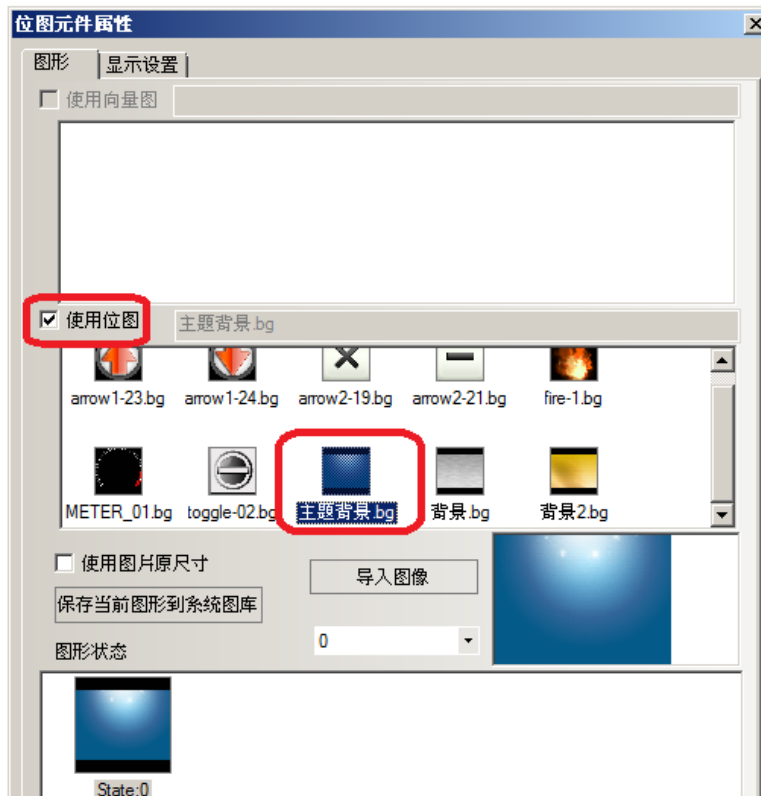 位图元件属性
图形 显示设置
使用向量图
使用位图 主题背景.bg
arrow1-23.bg arrow1-24.bg arrow2-19.bg arrow2-21.bg fire-1.bg
METER_01.bg toggle-02.bg 主题背景.bg 背景.bg 背景2.bg
使用图片原尺寸
导入图像
保存当前图形到系统图库
图形状态
0
State:0